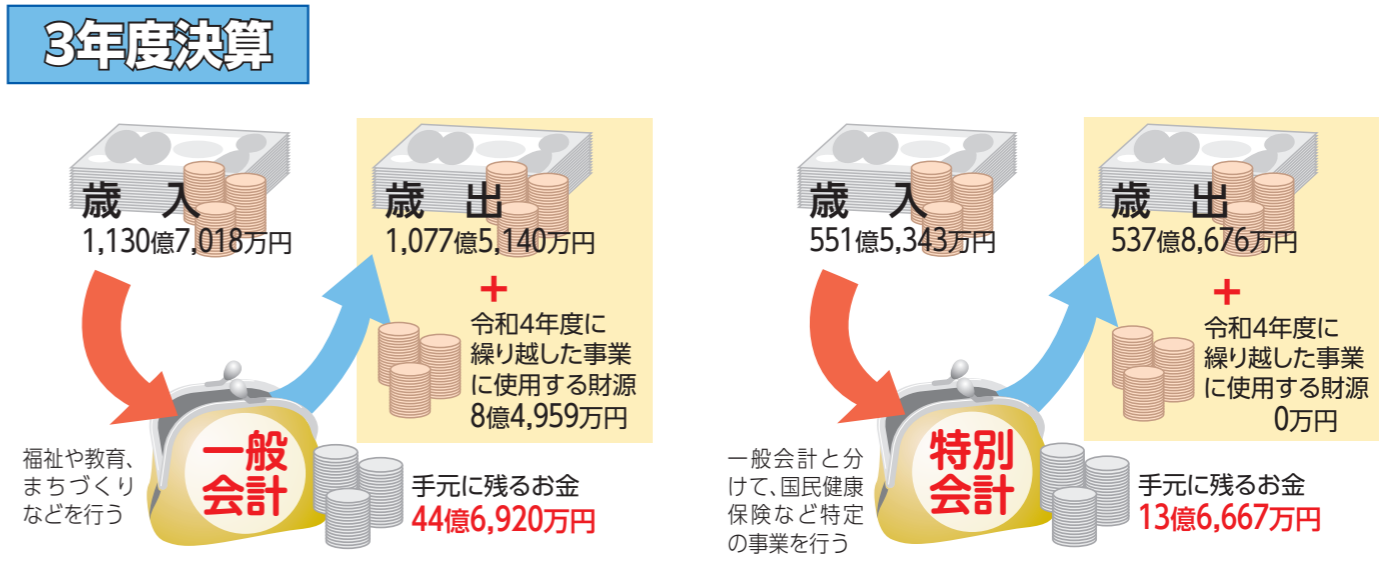 3年度決算
歳 入
1,130億7,018万円
歳 出
1,077億5,140万円
+
令和4年度に
繰り越した事業
に使用する財源
8億4,959万円
福祉や教育、
まちづくり
などを行う
一般
会計
手元に残るお金
44億6,920万円
歳 入
551億5,343万円
歳 出
537億8,676万円
+
令和4年度に
繰り越した事業
に使用する財源
0万円
一般会計と分
けて、国民健康
保険など特定
の事業を行う
特別
会計
手元に残るお金
13億6,667万円